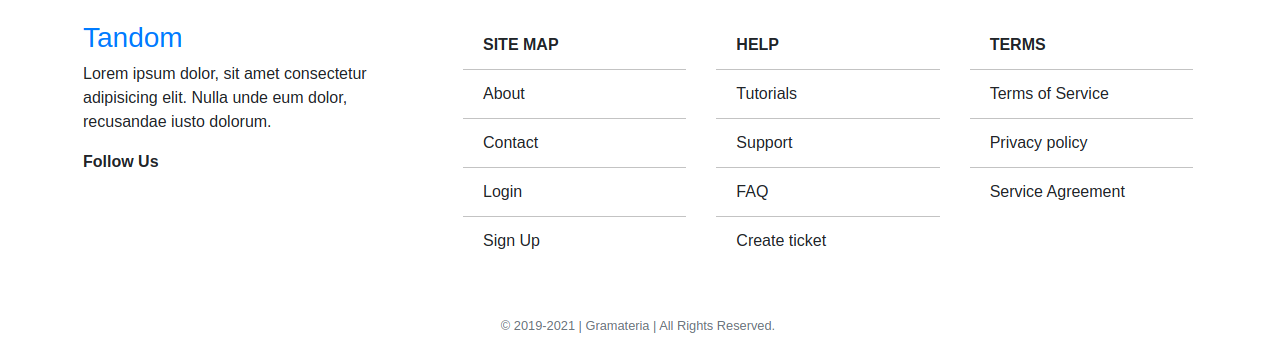 Tandom
Lorem ipsum dolor, sit amet consectetur
adipisicing elit. Nulla unde eum dolor,
recusandae iusto dolorum.
Follow Us
SITE MAP
About
Contact
Login
Sign Up
HELP
Tutorials
Support
FAQ
Create ticket
TERMS
Terms of Service
Privacy policy
Service Agreement
© 2019-2021 | Gramateria | All Rights Reserved.